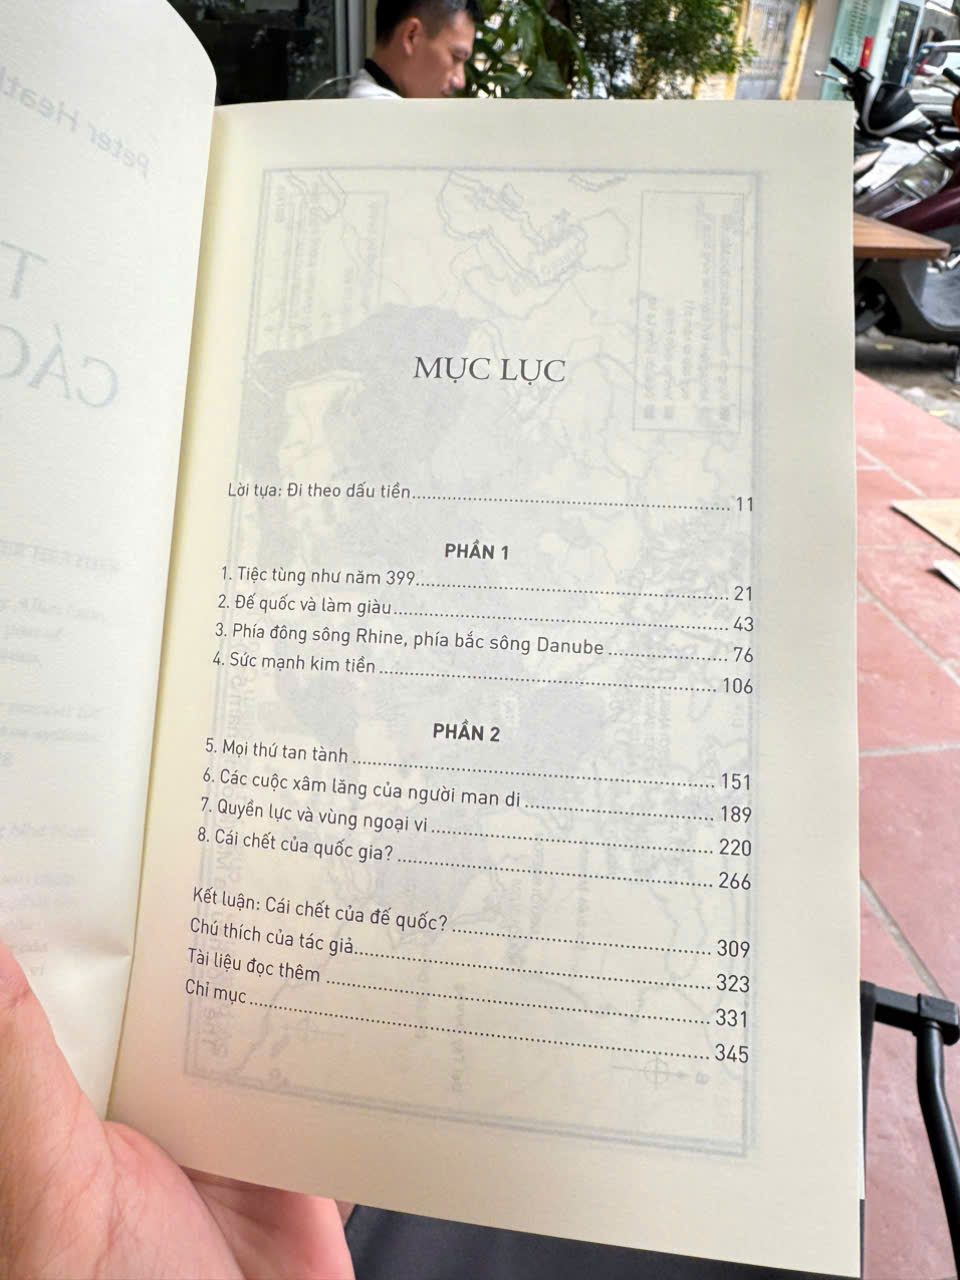 MỤC LỤC
Lời tựa: Đi theo dấu tiền 11
PHẦN 1
1. Tiệc tùng như năm 399 21
2. Đế quốc và làm giàu 43
3. Phía đông sông Rhine, phía bắc sông Danube 76
4. Sức mạnh kim tiền 106
PHẦN 2
5. Mọi thứ tan tành 151
6. Các cuộc xâm lăng của người man di 189
7. Quyền lực và vùng ngoại vi 220
8. Cái chết của quốc gia? 266
Kết luận: Cái chết của đế quốc? 309
Chú thích của tác giả 323
Tài liệu đọc thêm 331
Chỉ mục 345